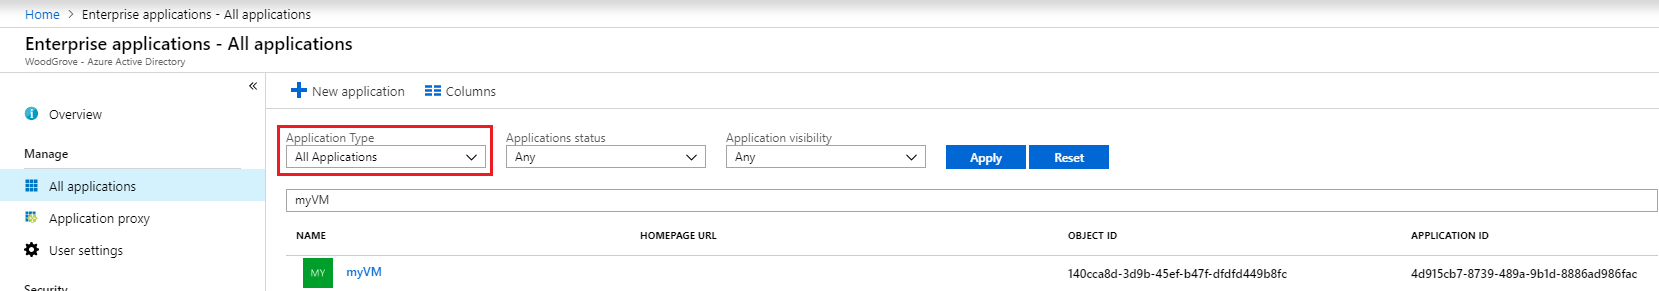 Home > Enterprise applications - All applications
Enterprise applications - All applications
WoodGrove - Azure Active Directory
«
Overview
Manage
All applications
Application proxy
User settings
Security
New application Columns
Application Type Applications status Application visibility
All Applications Any Any Apply Reset
myVM
NAME HOMEPAGE URL OBJECT ID APPLICATION ID
MY myVM 140cca8d-3d9b-45ef-b47f-dfdfd449b8fc 4d915cb7-8739-489a-9b1d-8886ad986fac